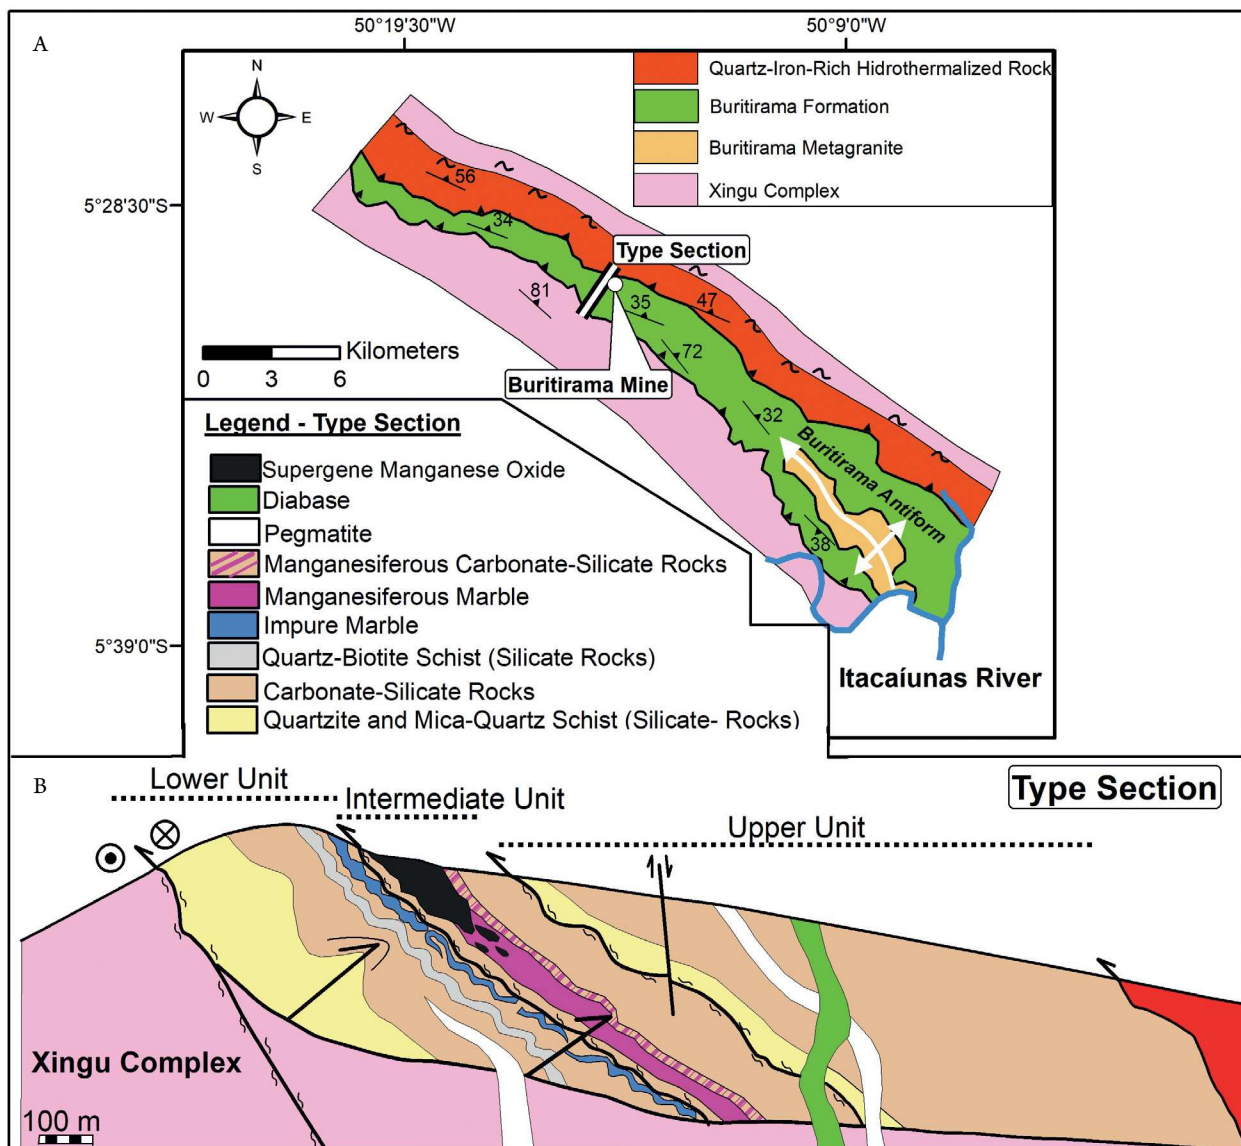 A
50°19'30"W
50°9'0"W
N
W
E
S
Quartz-Iron-Rich Hidrothermalized Rock
Buritirama Formation
Buritirama Metagranite
Xingu Complex
5°28'30"S
56
34
Type Section
81
35
47
72
Kilometers
0 3 6
Buritirama Mine
32
Buritirama Antiform
38
5°39'0"S
Itacaíunas River
Legend - Type Section
Supergene Manganese Oxide
Diabase
Pegmatite
Manganesiferous Carbonate-Silicate Rocks
Manganesiferous Marble
Impure Marble
Quartz-Biotite Schist (Silicate Rocks)
Carbonate-Silicate Rocks
Quartzite and Mica-Quartz Schist (Silicate- Rocks)
B
Lower Unit
Intermediate Unit
Upper Unit
Type Section
Xingu Complex
100 m